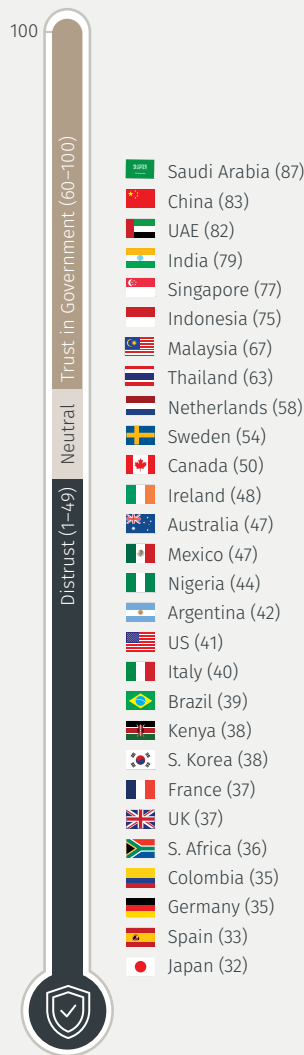 100
Trust in Government (60–100)
Neutral
Distrust (1–49)
Saudi Arabia (87)
China (83)
UAE (82)
India (79)
Singapore (77)
Indonesia (75)
Malaysia (67)
Thailand (63)
Netherlands (58)
Sweden (54)
Canada (50)
Ireland (48)
Australia (47)
Mexico (47)
Nigeria (44)
Argentina (42)
US (41)
Italy (40)
Brazil (39)
Kenya (38)
S. Korea (38)
France (37)
UK (37)
S. Africa (36)
Colombia (35)
Germany (35)
Spain (33)
Japan (32)